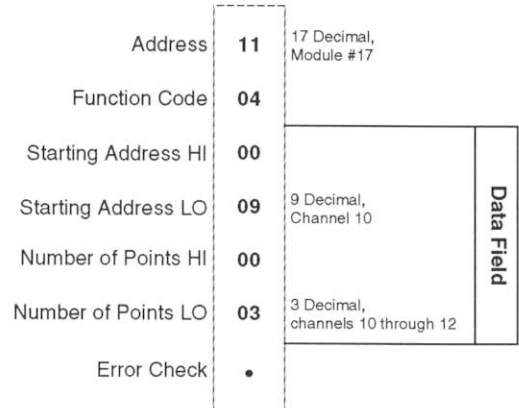 Address 11 17 Decimal,
Module #17
Function Code 04
Starting Address HI 00
Starting Address LO 09 9 Decimal,
Channel 10
Number of Points HI 00
Number of Points LO 03 3 Decimal,
channels 10 through 12
Error Check •
Data Field